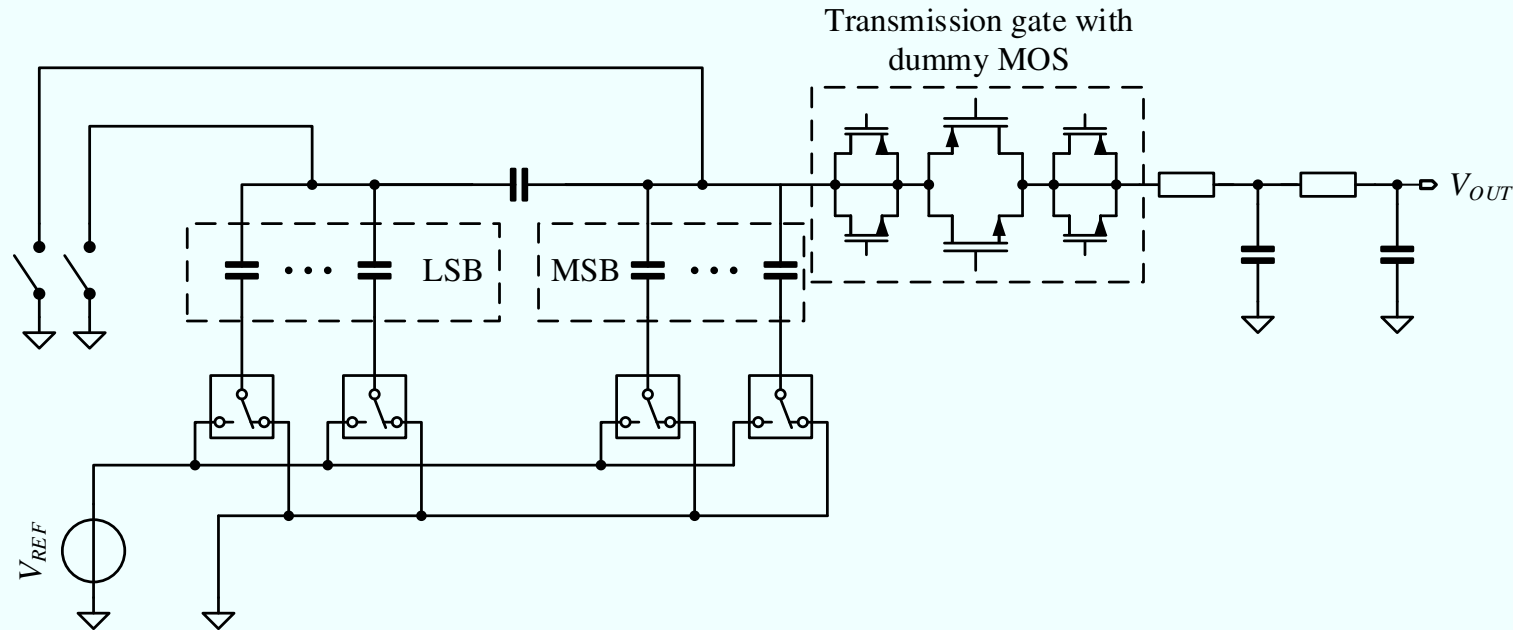 Transmission gate with
dummy MOS
V_OUT
LSB
MSB
V_REF